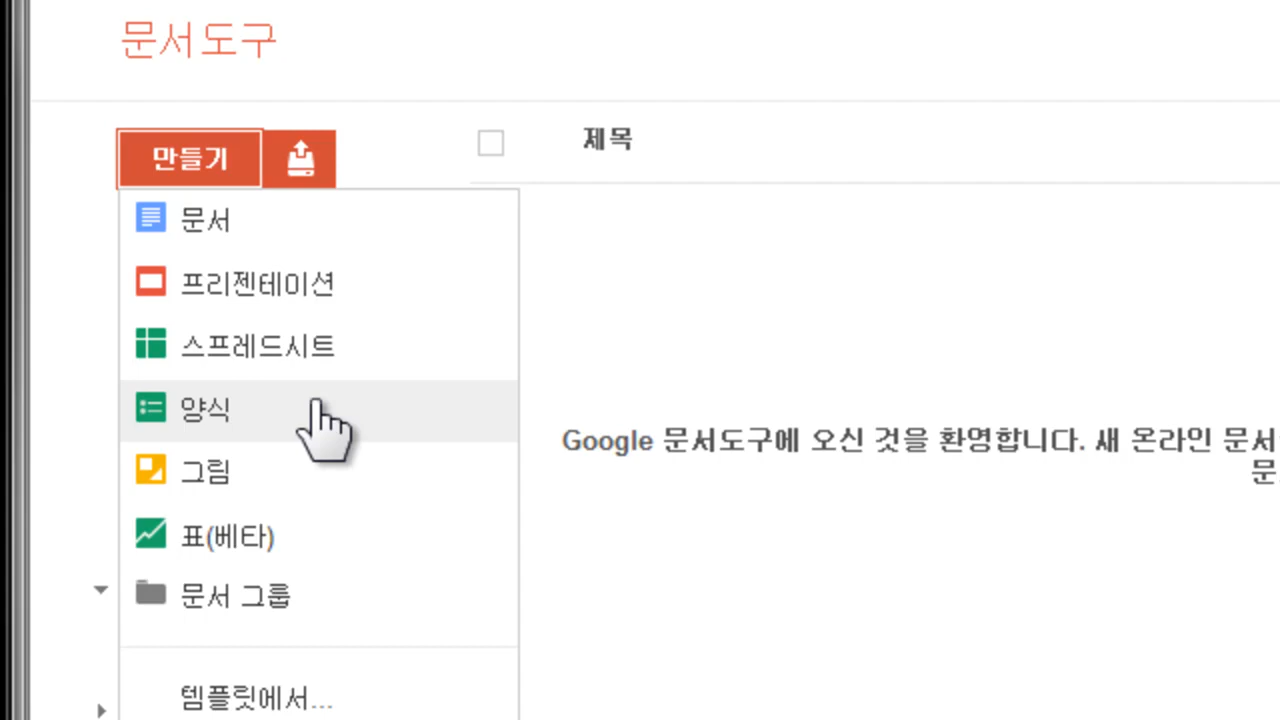 문서도구
만들기
제목
문서
프리젠테이션
스프레드시트
양식
그림
표(베타)
문서 그룹
템플릿에서...
Google 문서도구에 오신 것을 환영합니다. 새 온라인 문서
문